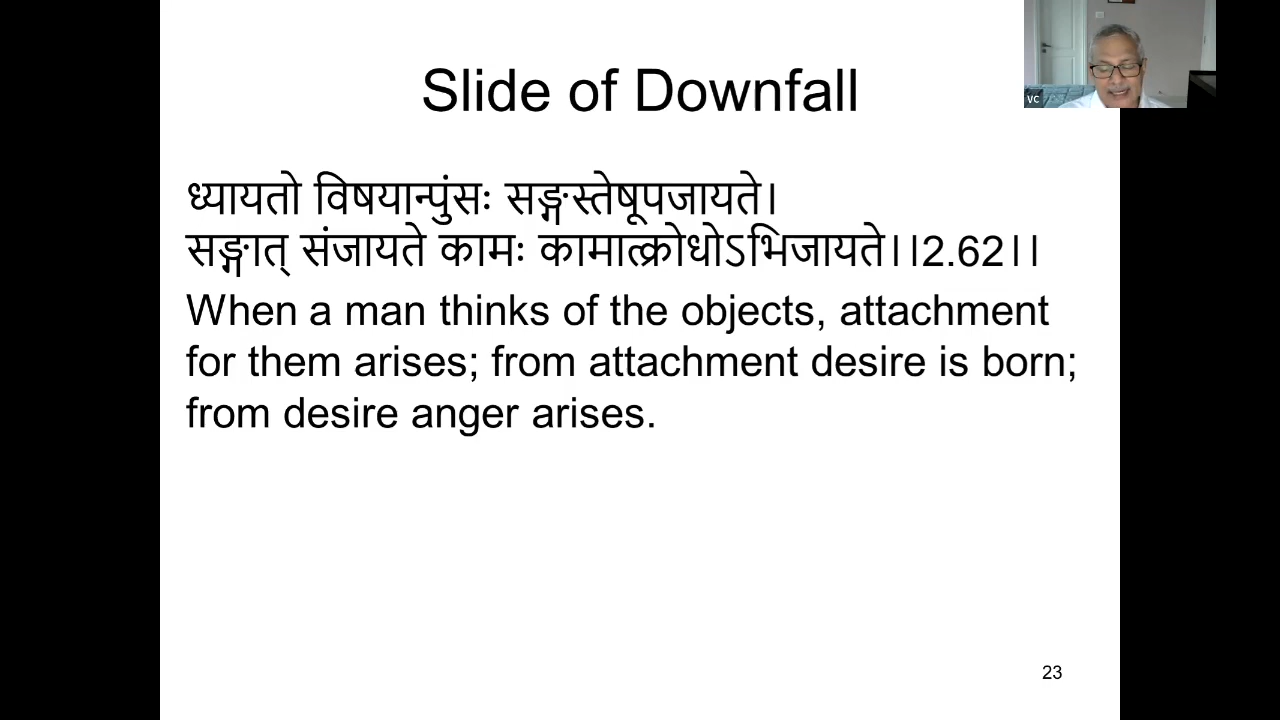 Slide of Downfall
VC
ध्यायतो विषयान्पुंसः सङ्गस्तेषूपजायते।
सङ्गात् संजायते कामः कामात्क्रोधोऽभिजायते।।2.62।।
When a man thinks of the objects, attachment
for them arises; from attachment desire is born;
from desire anger arises.
23